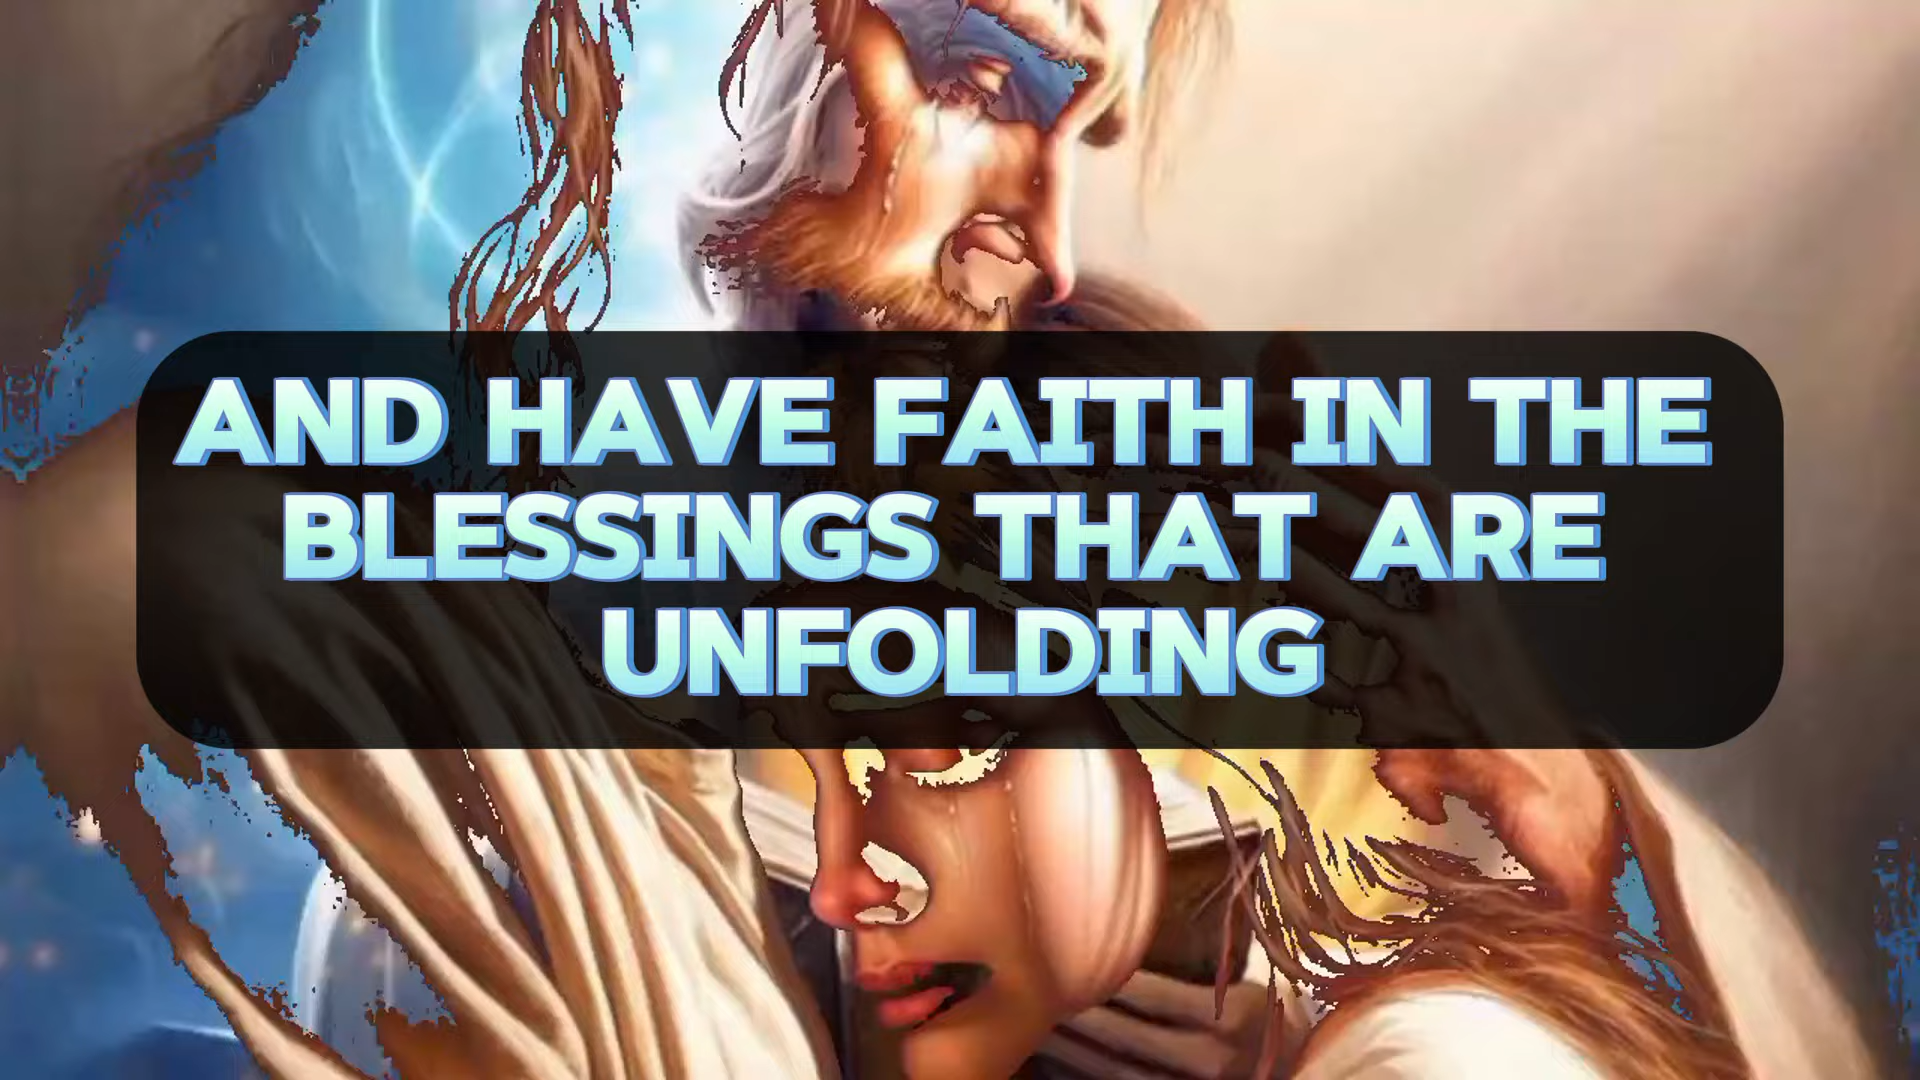 AND HAVE FAITH IN THE
BLESSINGS THAT ARE
UNFOLDING